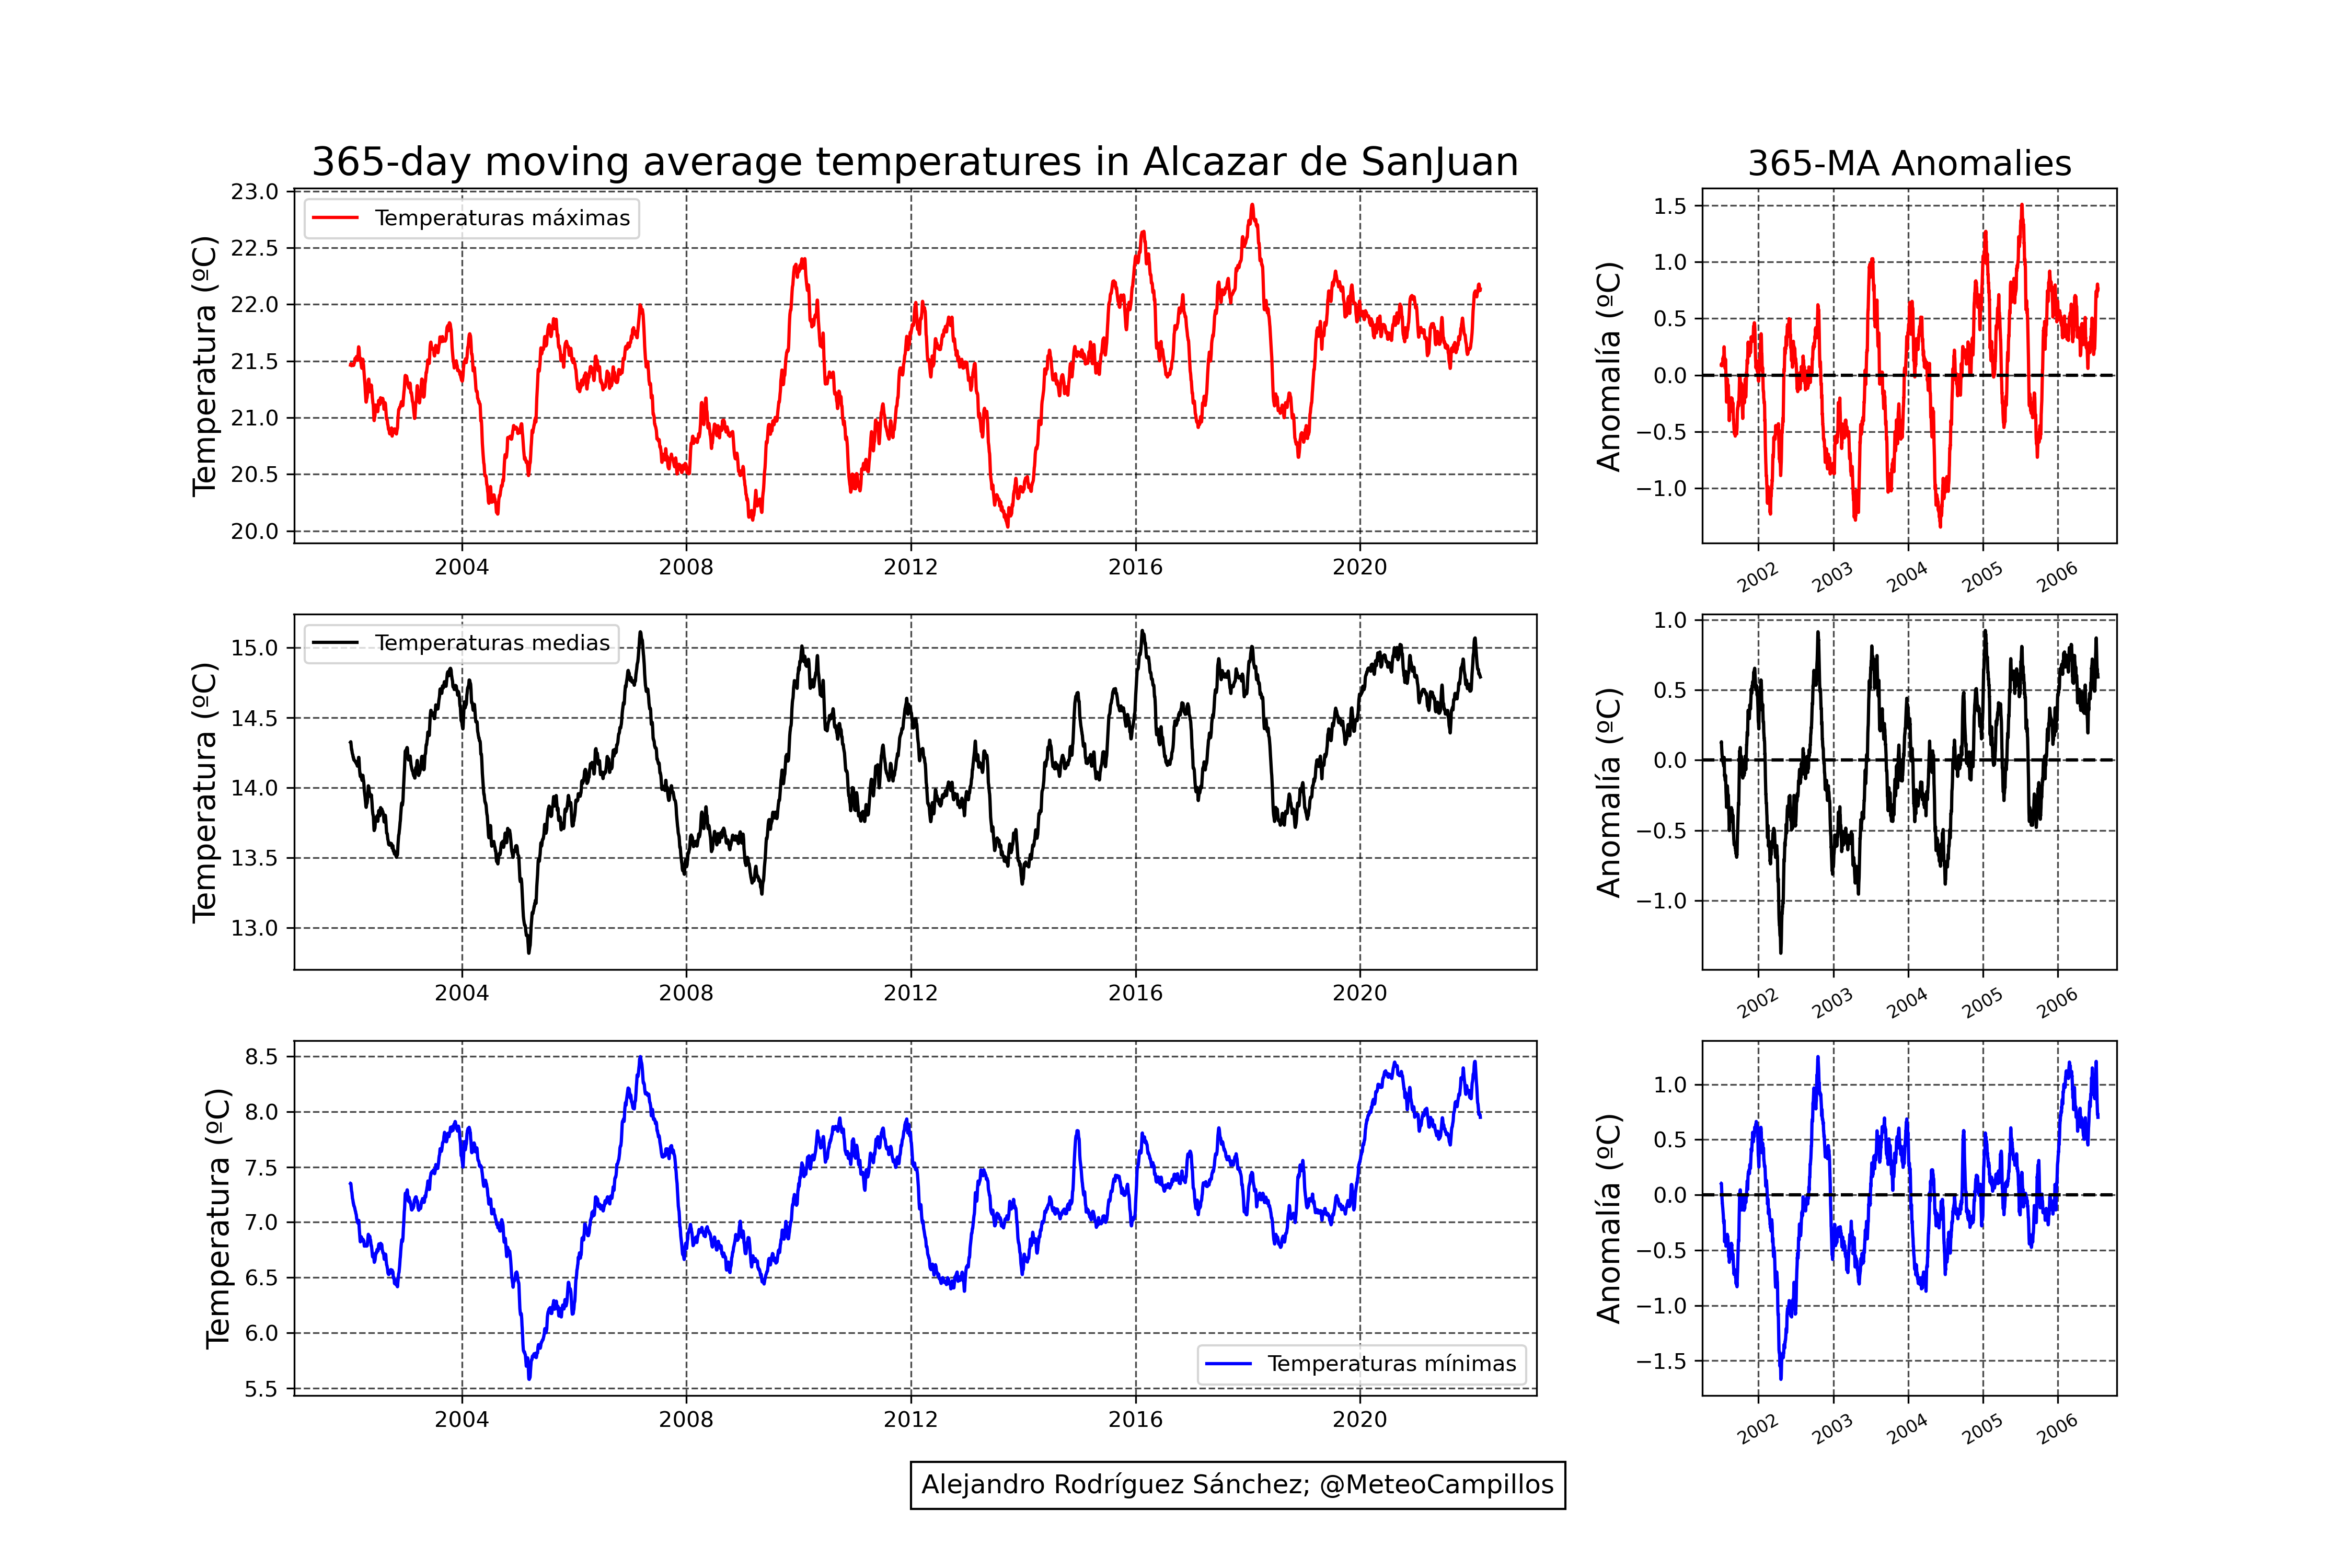 365-day moving average temperatures in Alcazar de SanJuan
365-MA Anomalies
Temperatura (ºC)
23.0
22.5
22.0
21.5
21.0
20.5
20.0
Temperaturas máximas
2004 2008 2012 2016 2020
Anomalía (ºC)
1.5
1.0
0.5
0.0
−0.5
−1.0
2002 2003 2004 2005 2006
Temperatura (ºC)
15.0
14.5
14.0
13.5
13.0
Temperaturas medias
2004 2008 2012 2016 2020
Anomalía (ºC)
1.0
0.5
0.0
−0.5
−1.0
2002 2003 2004 2005 2006
Temperatura (ºC)
8.5
8.0
7.5
7.0
6.5
6.0
5.5
Temperaturas mínimas
2004 2008 2012 2016 2020
Anomalía (ºC)
1.0
0.5
0.0
−0.5
−1.0
−1.5
2002 2003 2004 2005 2006
Alejandro Rodríguez Sánchez; @MeteoCampillos